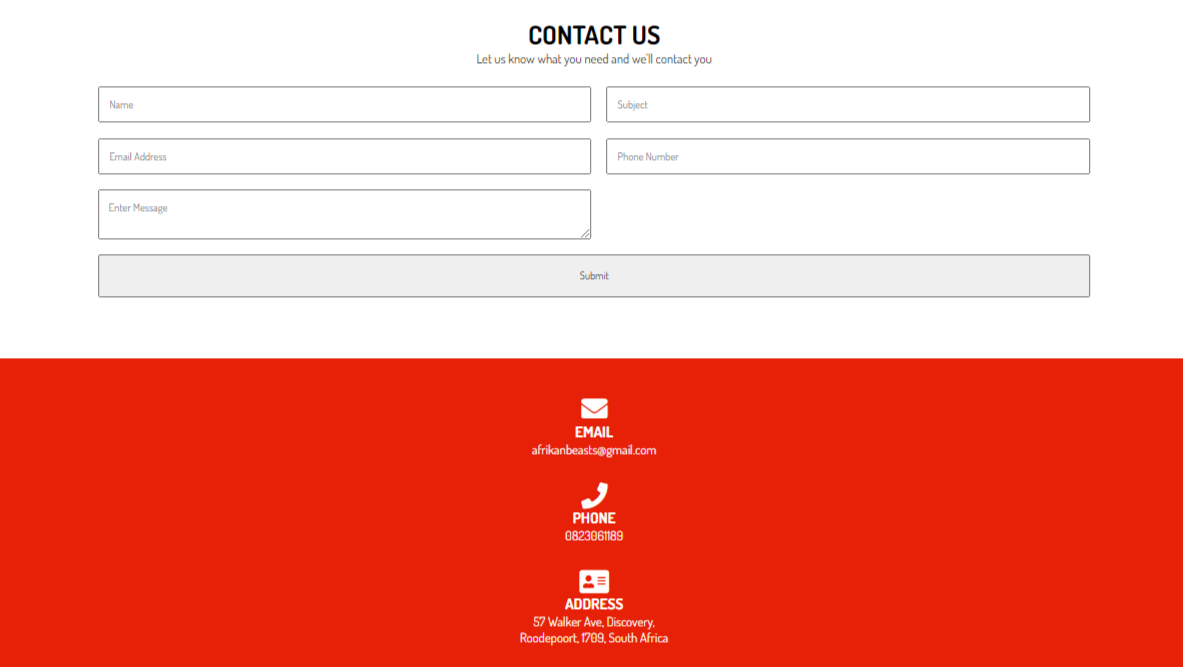 CONTACT US
Let us know what you need and we'll contact you
Name
Subject
Email Address
Phone Number
Enter Message
Submit
EMAIL
afrikanbeasts@gmail.com
PHONE
0823061189
ADDRESS
57 Walker Ave, Discovery,
Roodepoort, 1709, South Africa